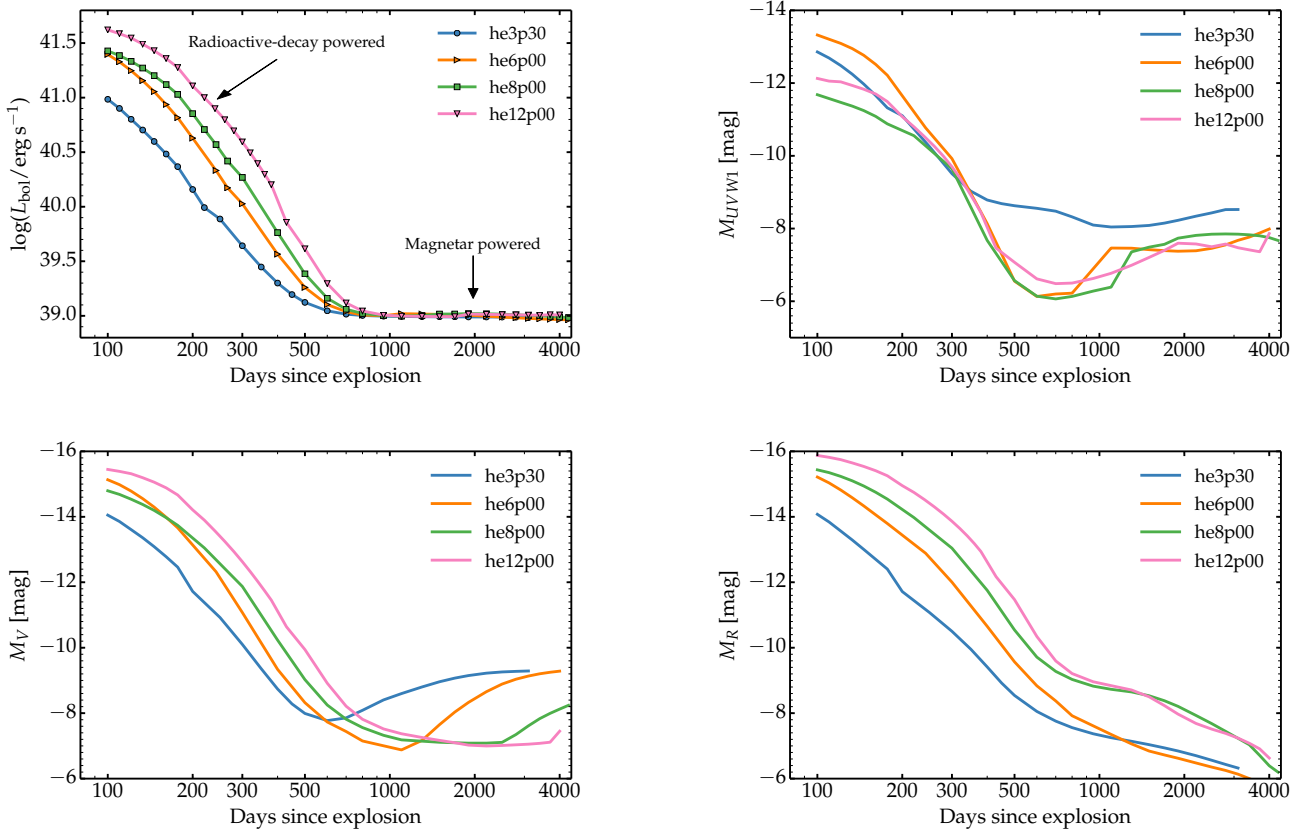 Radioactive-decay powered
Magnetar powered
he3p30
he6p00
he8p00
he12p00
41.5
41.0
40.5
40.0
39.5
39.0
log(L_bol/erg s⁻¹)
100 200 300 500 1000 2000 4000
Days since explosion
he3p30
he6p00
he8p00
he12p00
−14
−12
−10
−8
−6
M_UVW1 [mag]
100 200 300 500 1000 2000 4000
Days since explosion
he3p30
he6p00
he8p00
he12p00
−16
−14
−12
−10
−8
−6
M_V [mag]
100 200 300 500 1000 2000 4000
Days since explosion
he3p30
he6p00
he8p00
he12p00
−16
−14
−12
−10
−8
−6
M_R [mag]
100 200 300 500 1000 2000 4000
Days since explosion